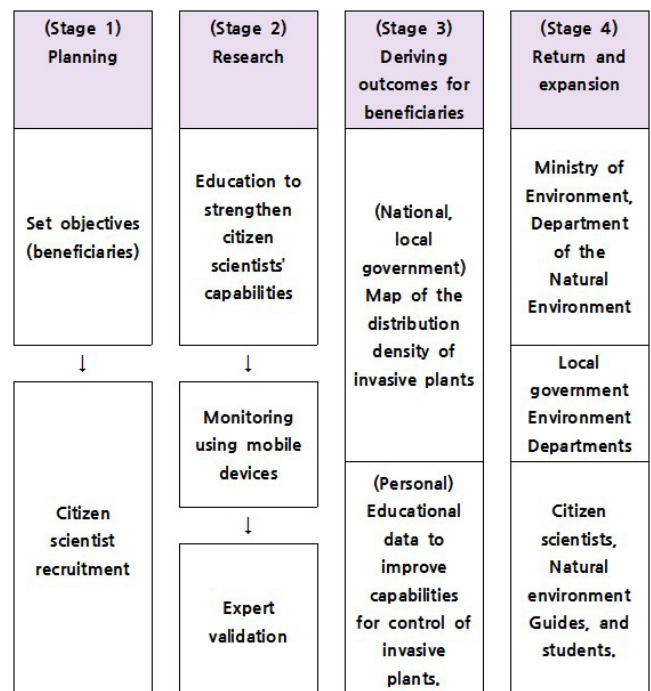 (Stage 1)
Planning
Set objectives
(beneficiaries)
↓
Citizen
scientist
recruitment
(Stage 2)
Research
Education to
strengthen
citizen
scientists'
capabilities
↓
Monitoring
using mobile
devices
↓
Expert
validation
(Stage 3)
Deriving
outcomes for
beneficiaries
(National,
local
government)
Map of the
distribution
density of
invasive plants
(Personal)
Educational
data to
improve
capabilities
for control of
invasive
plants.
(Stage 4)
Return and
expansion
Ministry of
Environment,
Department
of the
Natural
Environment
Local
government
Environment
Departments
Citizen
scientists,
Natural
environment
Guides, and
students.